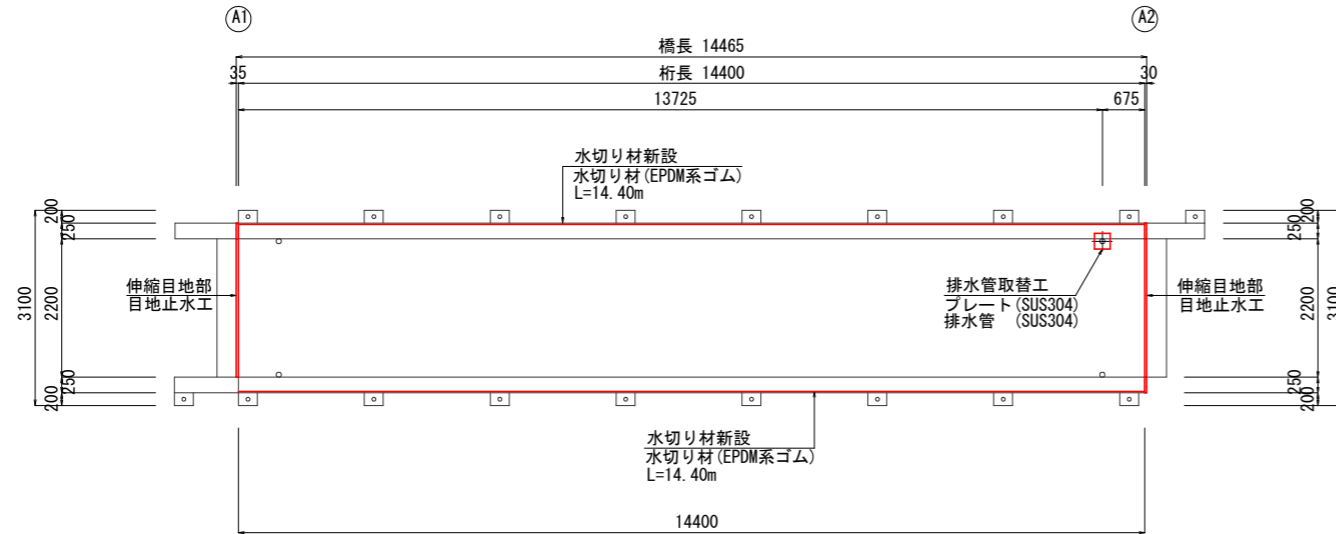 A1
A2
橋長 14465
35
桁長 14400
30
13725
675
水切り材新設
水切り材(EPDM系ゴム)
L=14.40m
200
250
2200
3100
250
200
伸縮目地部
目地止水工
排水管取替工
プレート(SUS304)
排水管 (SUS304)
伸縮目地部
目地止水工
200
250
2200
3100
250
200
水切り材新設
水切り材(EPDM系ゴム)
L=14.40m
14400